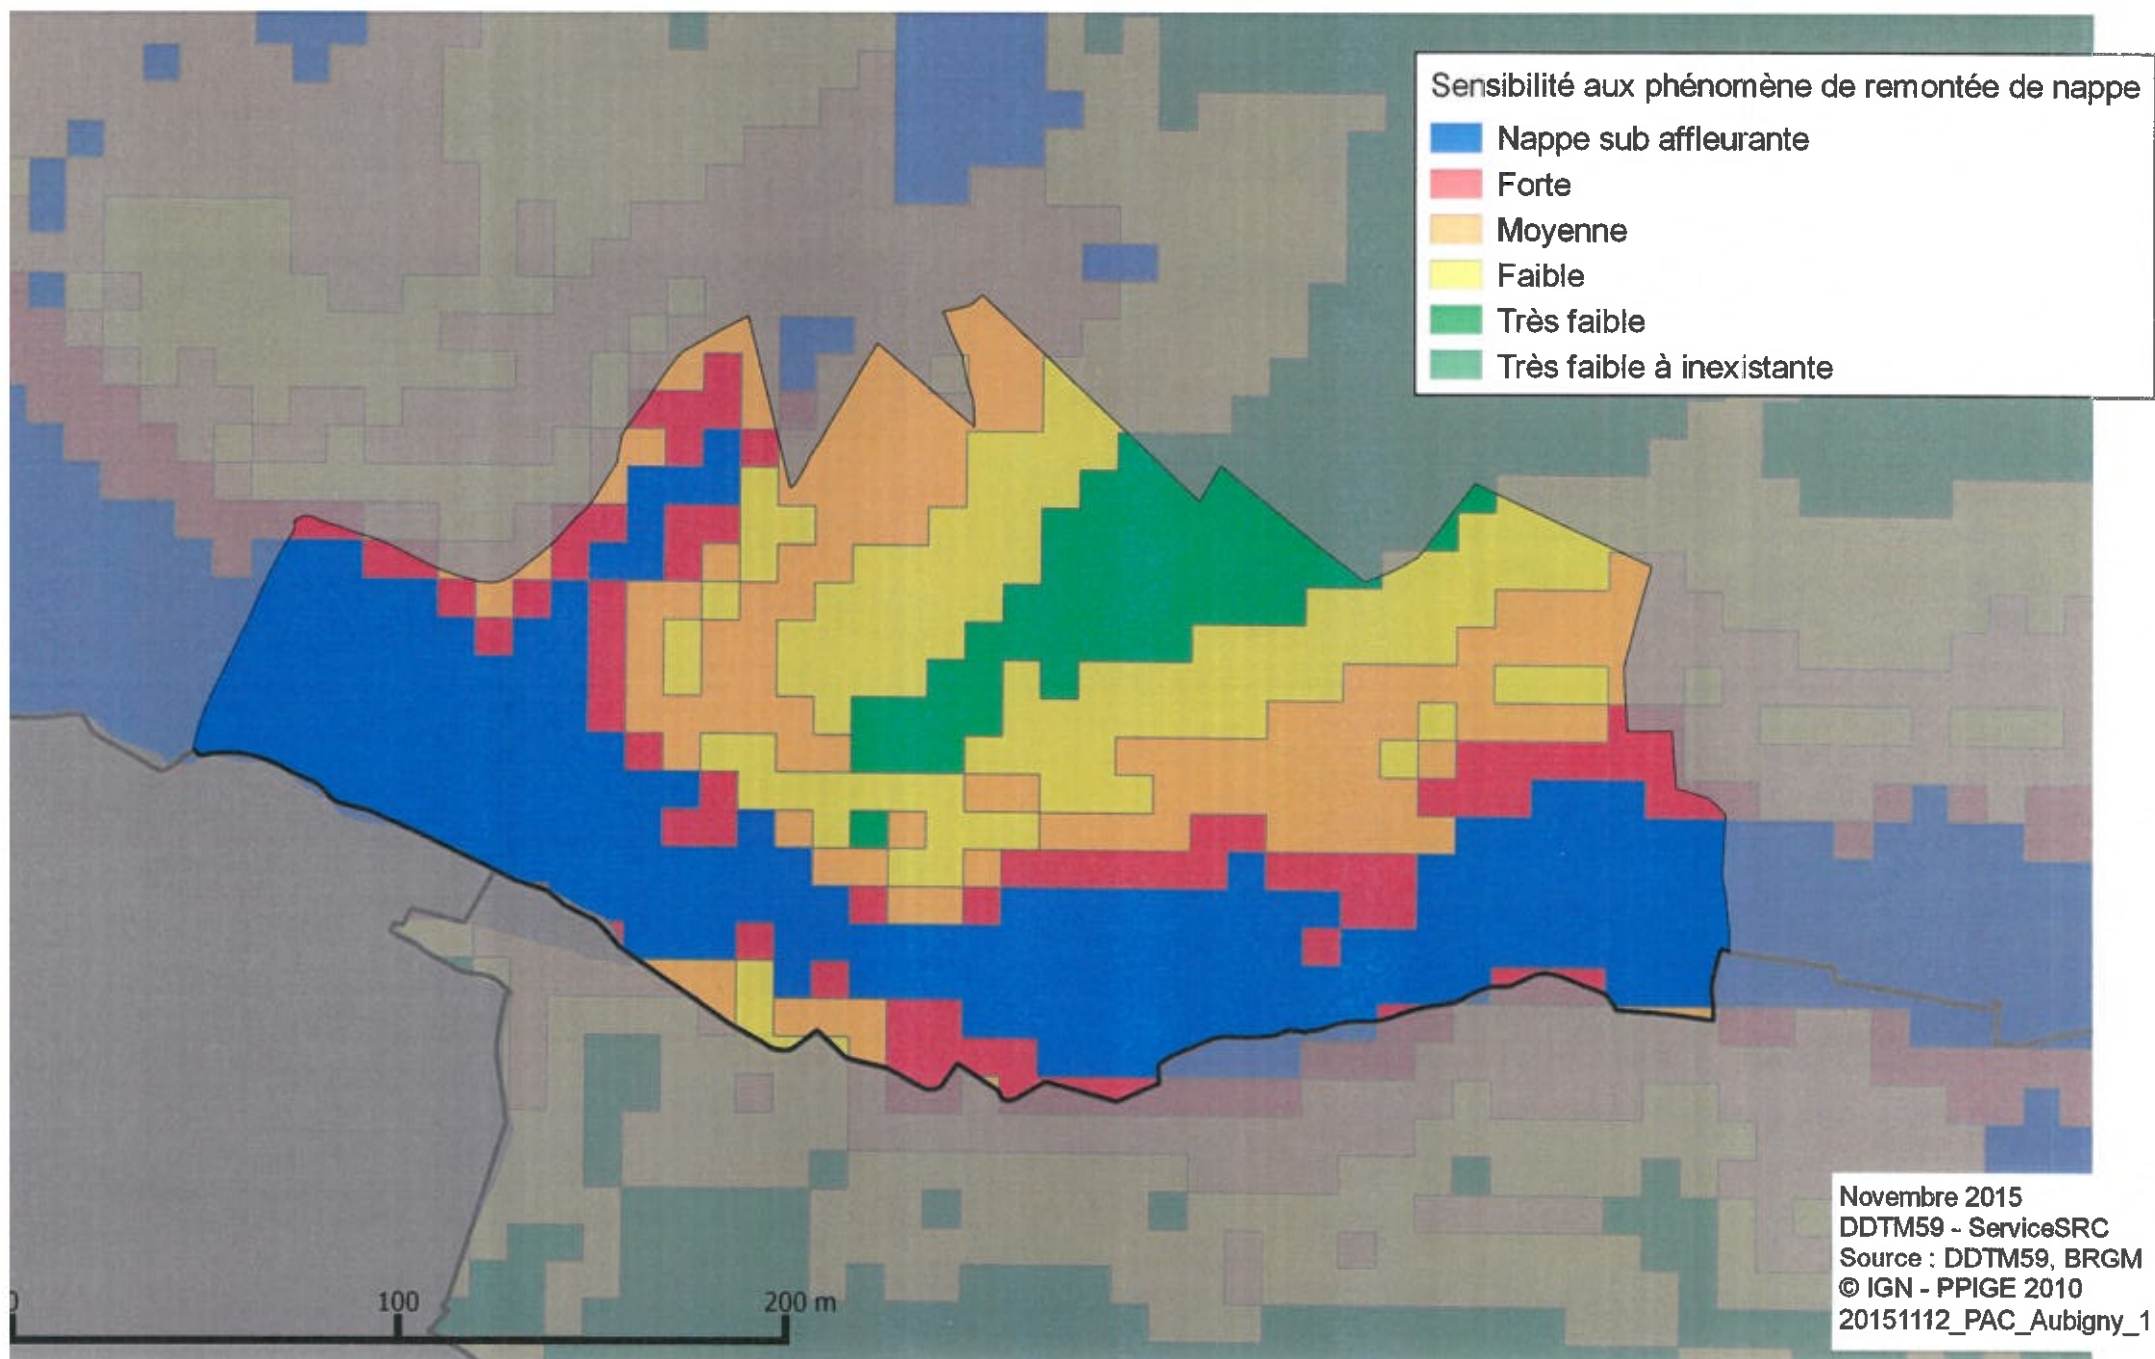 Sensibilité aux phénomène de remontée de nappe
Nappe sub affleurante
Forte
Moyenne
Faible
Très faible
Très faible à inexistante
Novembre 2015
DDTM59 - ServiceSRC
Source : DDTM59, BRGM
© IGN - PPIGE 2010
20151112_PAC_Aubigny_1
0 100 200 m